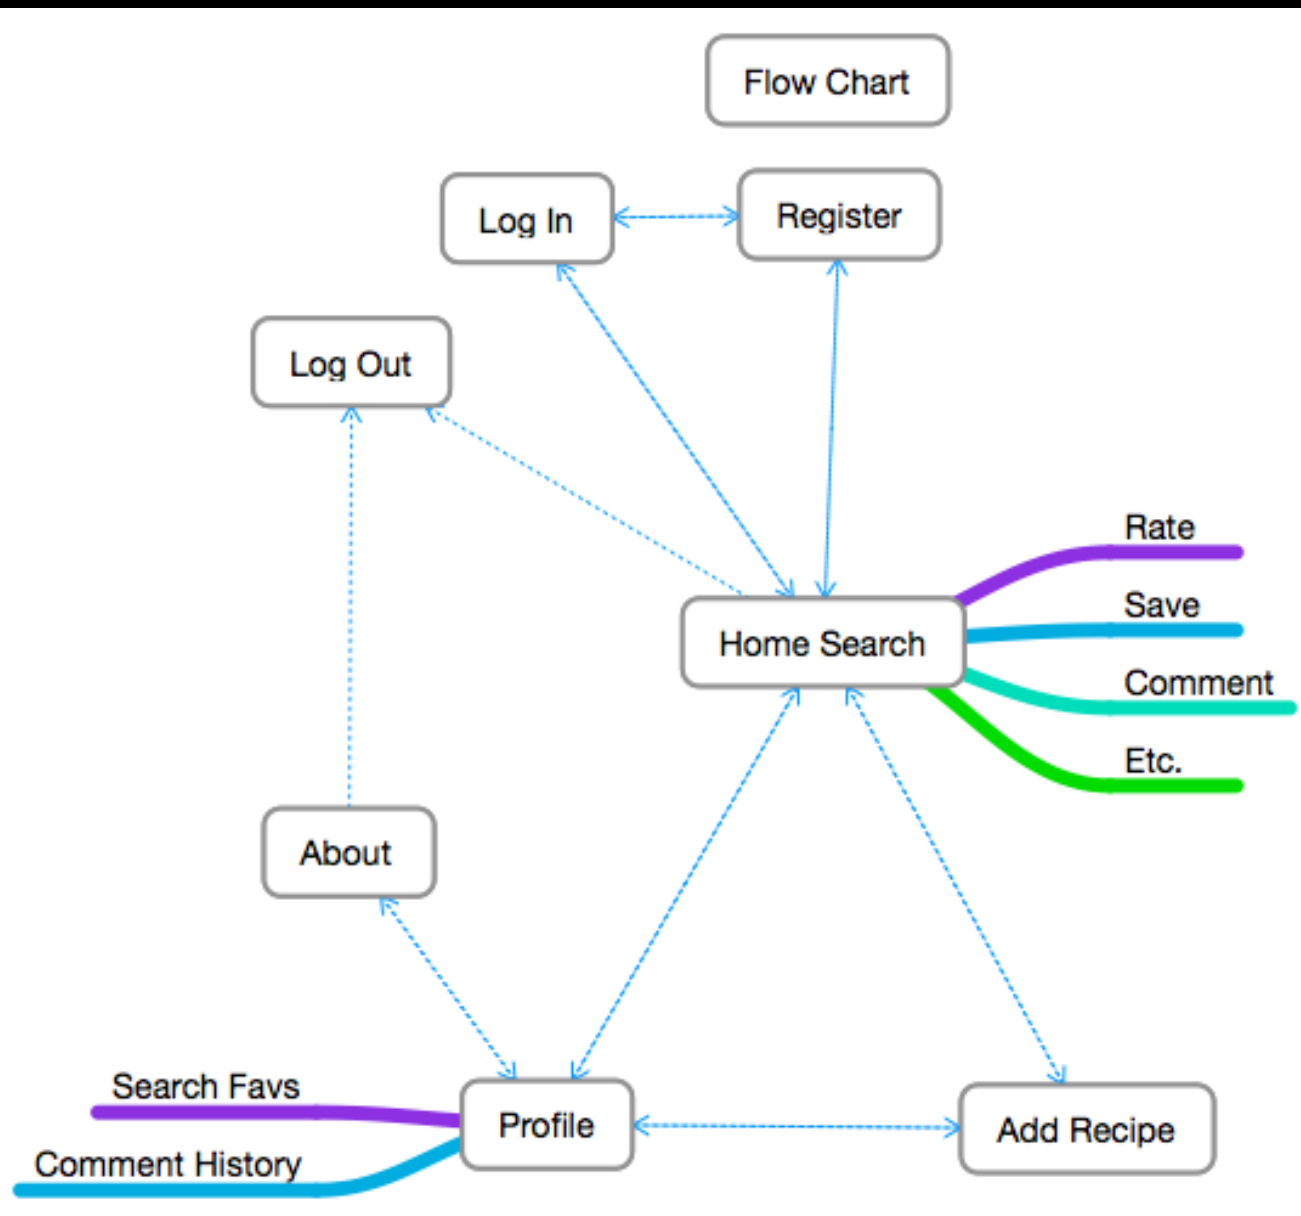 Flow Chart
Log In
Register
Log Out
Rate
Save
Home Search
Comment
Etc.
About
Search Favs
Profile
Add Recipe
Comment History